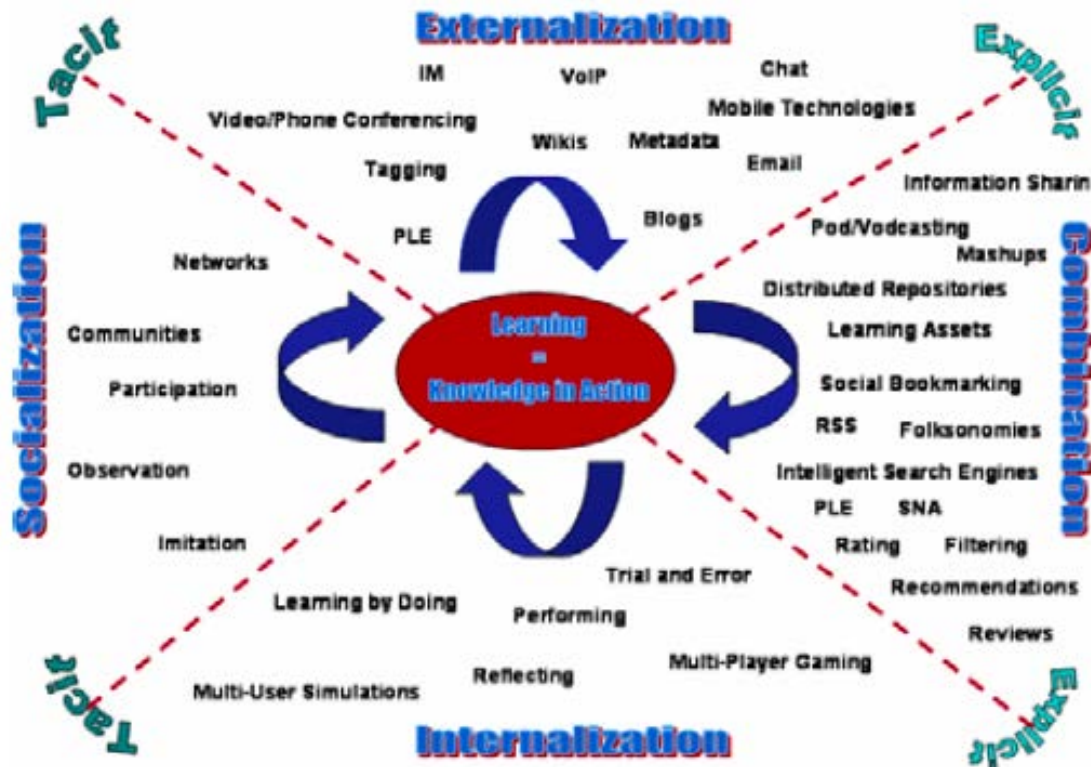 Externalization
Tacit
Explicit
IM
VoIP
Chat
Mobile Technologies
Video/Phone Conferencing
Wikis
Metadata
Tagging
Email
Information Sharin
PLE
Blogs
Pod/Vodcasting
Mashups
Networks
Distributed Repositories
Socialization
Combination
Communities
Learning
=
Knowledge in Action
Learning Assets
Participation
Social Bookmarking
RSS
Folksonomies
Observation
Intelligent Search Engines
PLE
SNA
Imitation
Rating
Filtering
Trial and Error
Recommendations
Learning by Doing
Performing
Reviews
Multi-Player Gaming
Reflecting
Multi-User Simulations
Tacit
Explicit
Internalization